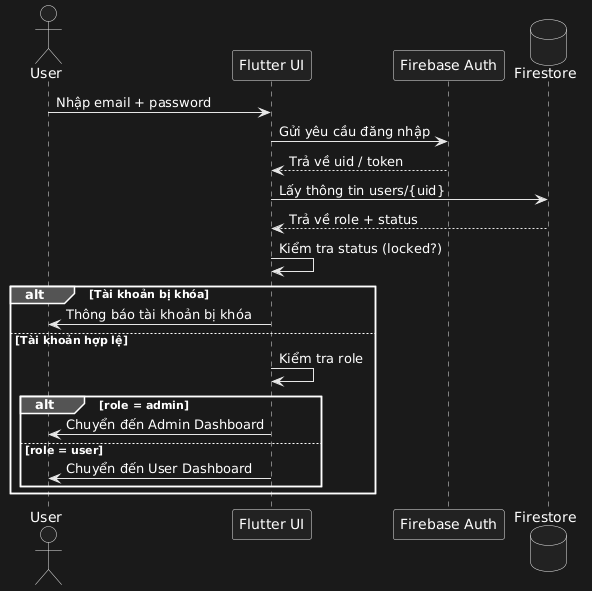 User
Flutter UI
Firebase Auth
Firestore
Nhập email + password
Gửi yêu cầu đăng nhập
Trả về uid / token
Lấy thông tin users/{uid}
Trả về role + status
Kiểm tra status (locked?)
alt [Tài khoản bị khóa]
Thông báo tài khoản bị khóa
[Tài khoản hợp lệ]
Kiểm tra role
alt [role = admin]
Chuyển đến Admin Dashboard
[role = user]
Chuyển đến User Dashboard
User
Flutter UI
Firebase Auth
Firestore